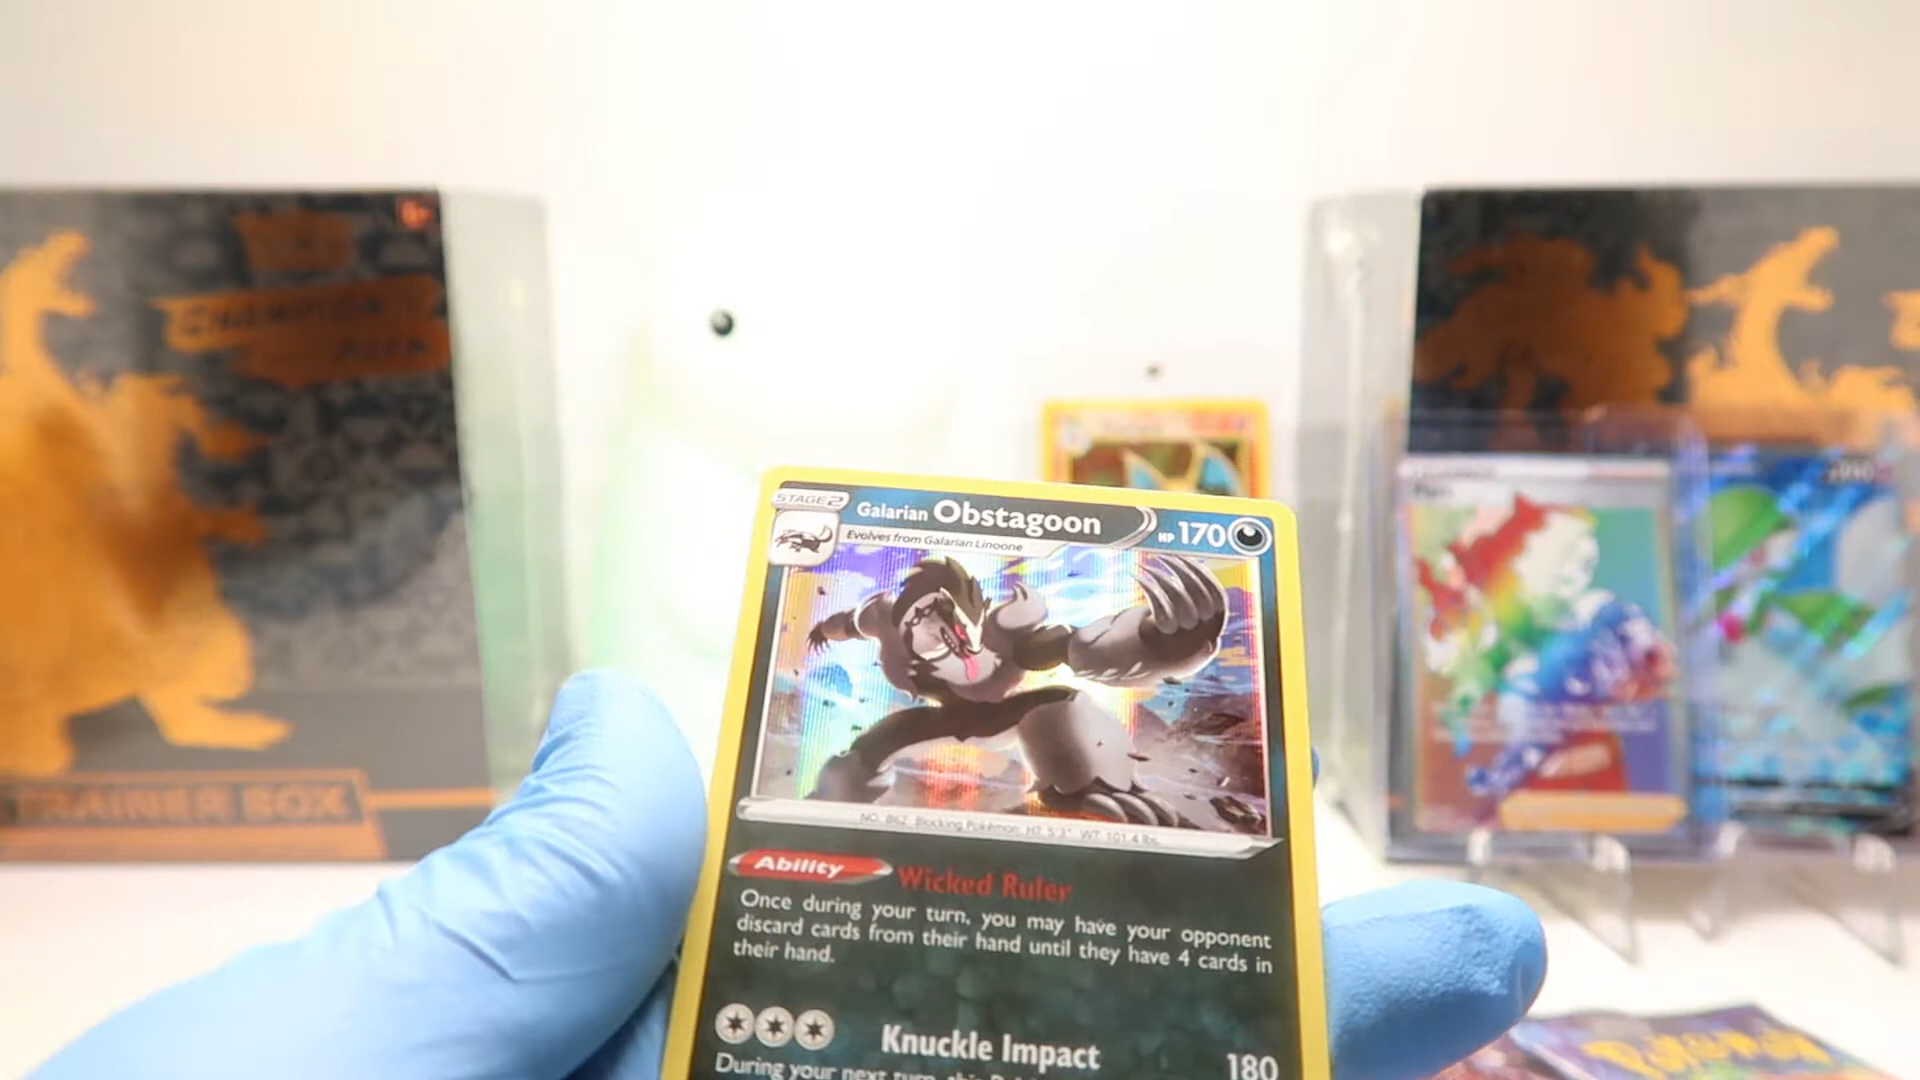 CHAMPION'S
TRAINER BOX
STAGE 2
Galarian Obstagoon
HP 170
Evolves from Galarian Linoone
NO. 862 Blocking Pokémon HT 5'3" WT 101.4 lbs.
Ability Wicked Ruler
Once during your turn, you may have your opponent
discard cards from their hand until they have 4 cards in
their hand.
Knuckle Impact 180
During your next turn, this
Pokémon